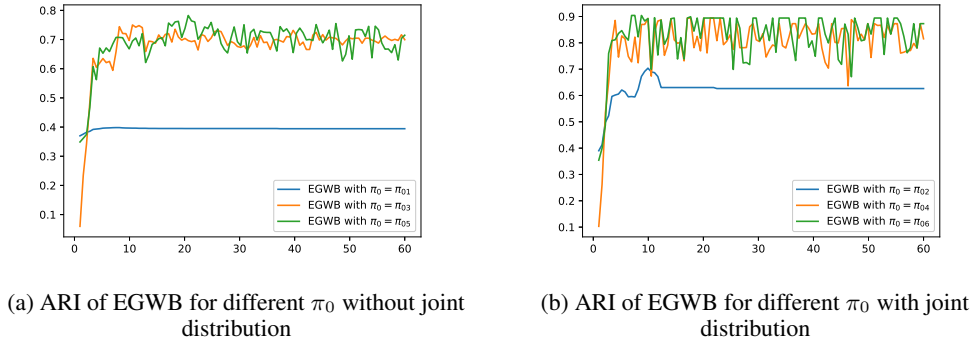 0.8
0.7
0.6
0.5
0.4
0.3
0.2
0.1
0 10 20 30 40 50 60
EGWB with π₀ = π₀₁
EGWB with π₀ = π₀₃
EGWB with π₀ = π₀₅
(a) ARI of EGWB for different π₀ without joint
distribution
0.9
0.8
0.7
0.6
0.5
0.4
0.3
0.2
0.1
0 10 20 30 40 50 60
EGWB with π₀ = π₀₂
EGWB with π₀ = π₀₄
EGWB with π₀ = π₀₆
(b) ARI of EGWB for different π₀ with joint
distribution